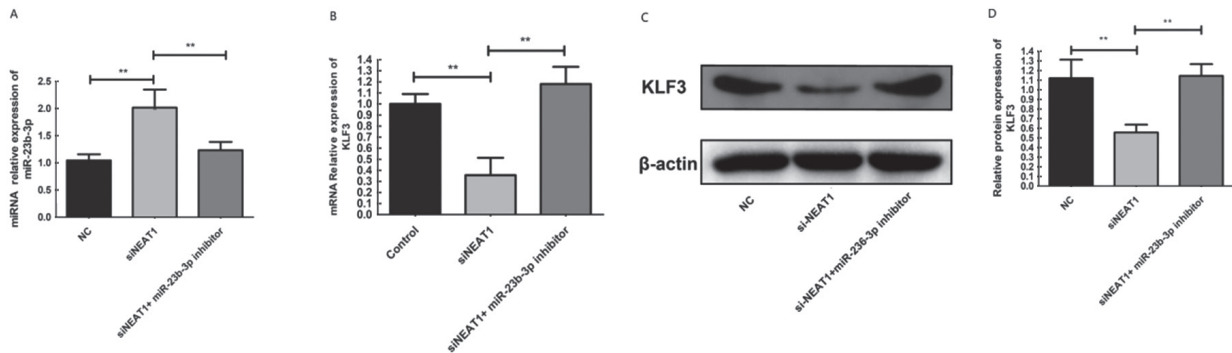 A
miRNA relative expression of
miR-23b-3p
2.5
2.0
1.5
1.0
0.5
0.0
**
**
NC
siNEAT1
siNEAT1+ miR-23b-3p inhibitor
B
mRNA Relative expression of
KLF3
1.4
1.3
1.2
1.1
1.0
0.9
0.8
0.7
0.6
0.5
0.4
0.3
0.2
0.1
0.0
**
**
Control
siNEAT1
siNEAT1+ miR-23b-3p inhibitor
C
KLF3
β-actin
NC
si-NEAT1
si-NEAT1+miR-236-3p inhibitor
D
Relative protein expression of
KLF3
1.4
1.3
1.2
1.1
1.0
0.9
0.8
0.7
0.6
0.5
0.4
0.3
0.2
0.1
0.0
**
**
NC
siNEAT1
siNEAT1+ miR-23b-3p inhibitor